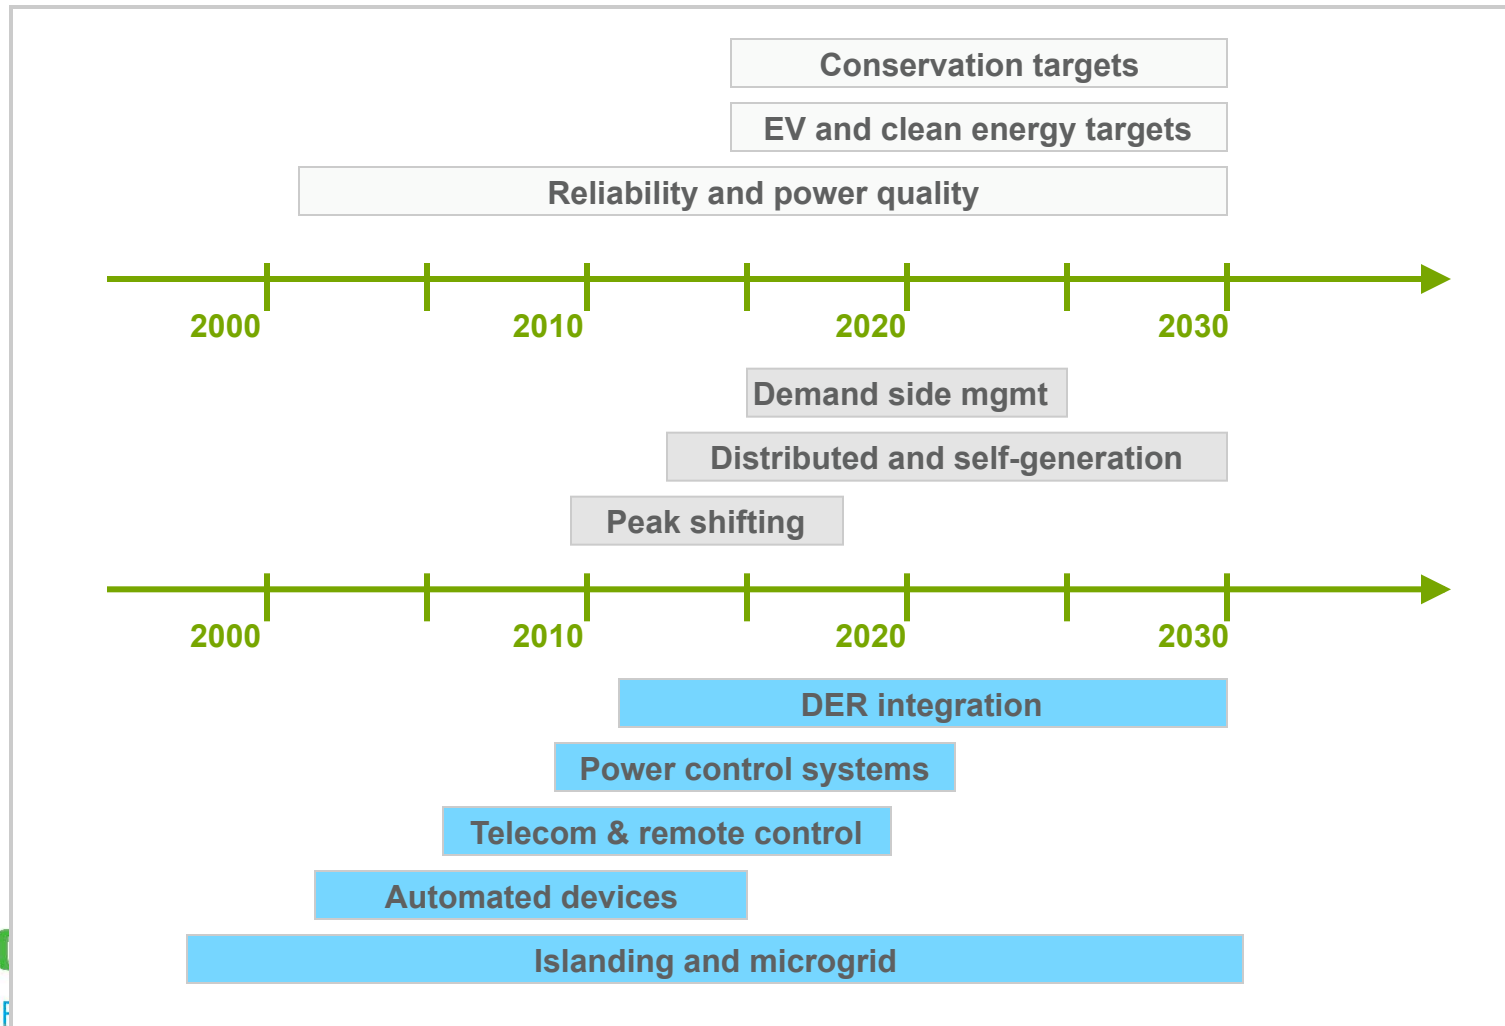 Conservation targets
EV and clean energy targets
Reliability and power quality
2000 2010 2020 2030
Demand side mgmt
Distributed and self-generation
Peak shifting
2000 2010 2020 2030
DER integration
Power control systems
Telecom & remote control
Automated devices
Islanding and microgrid